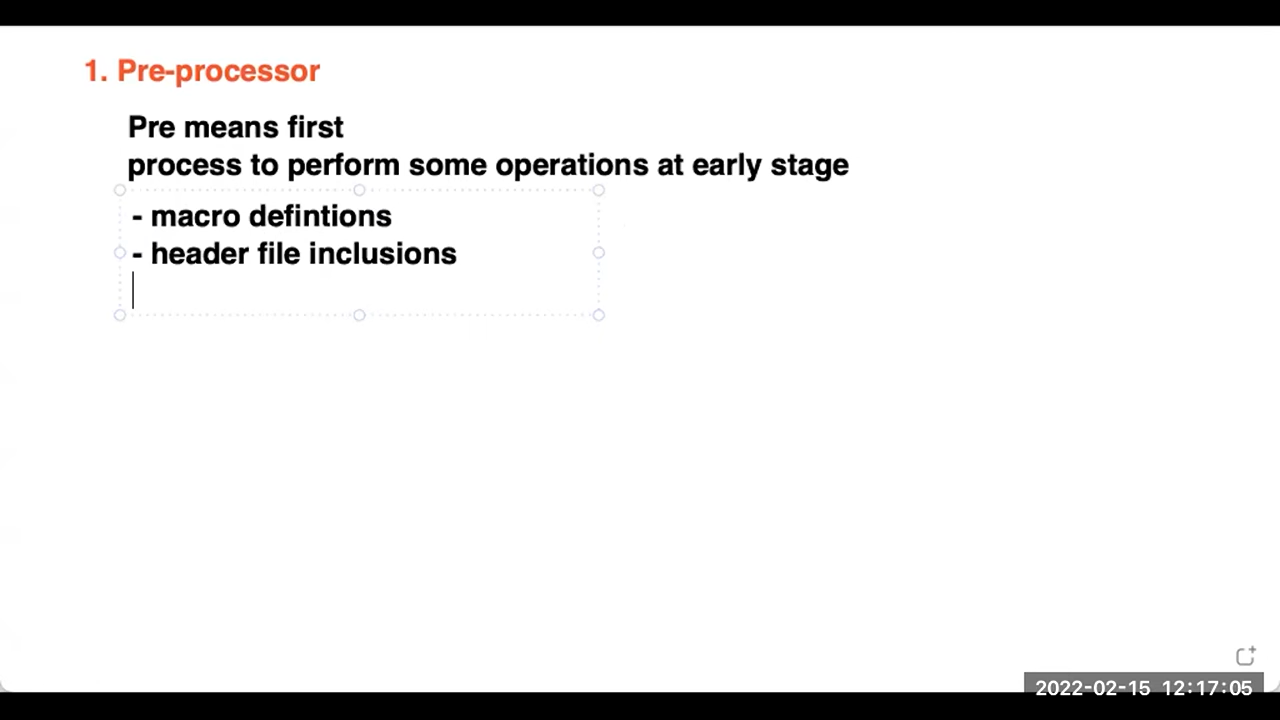 1. Pre-processor
Pre means first
process to perform some operations at early stage
- macro defintions
- header file inclusions
2022-02-15 12:17:05